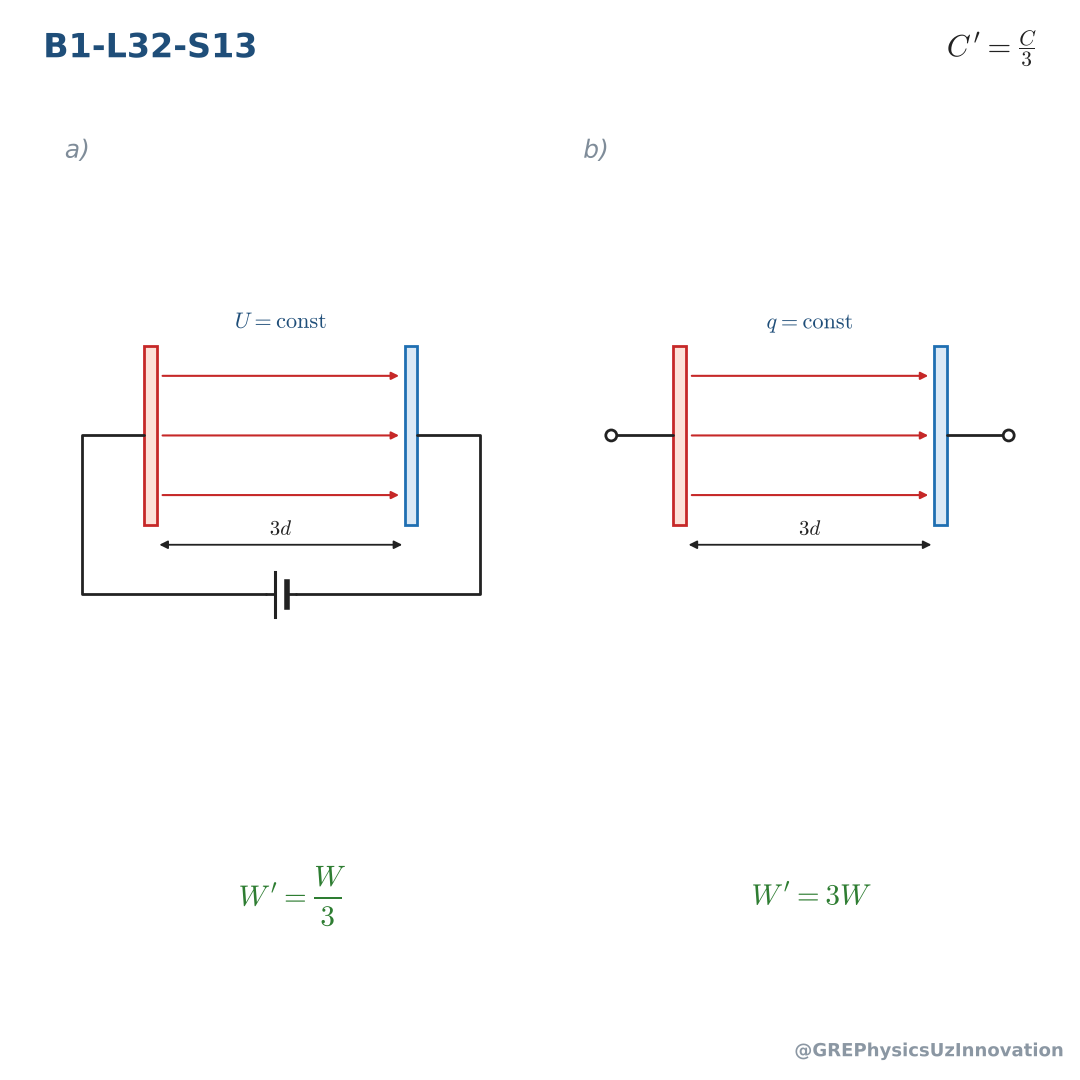 B1-L32-S13
C' = C/3
a)
b)
U = const
q = const
3d
3d
W' = W/3
W' = 3W
@GREPhysicsUzInnovation